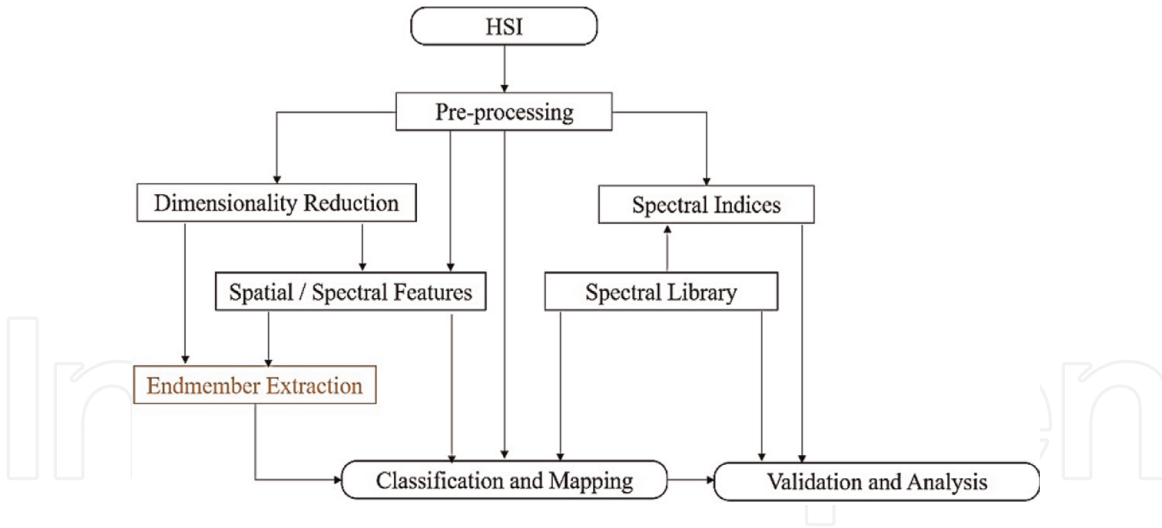 HSI
Pre-processing
Dimensionality Reduction
Spectral Indices
Spatial / Spectral Features
Spectral Library
Endmember Extraction
Classification and Mapping
Validation and Analysis